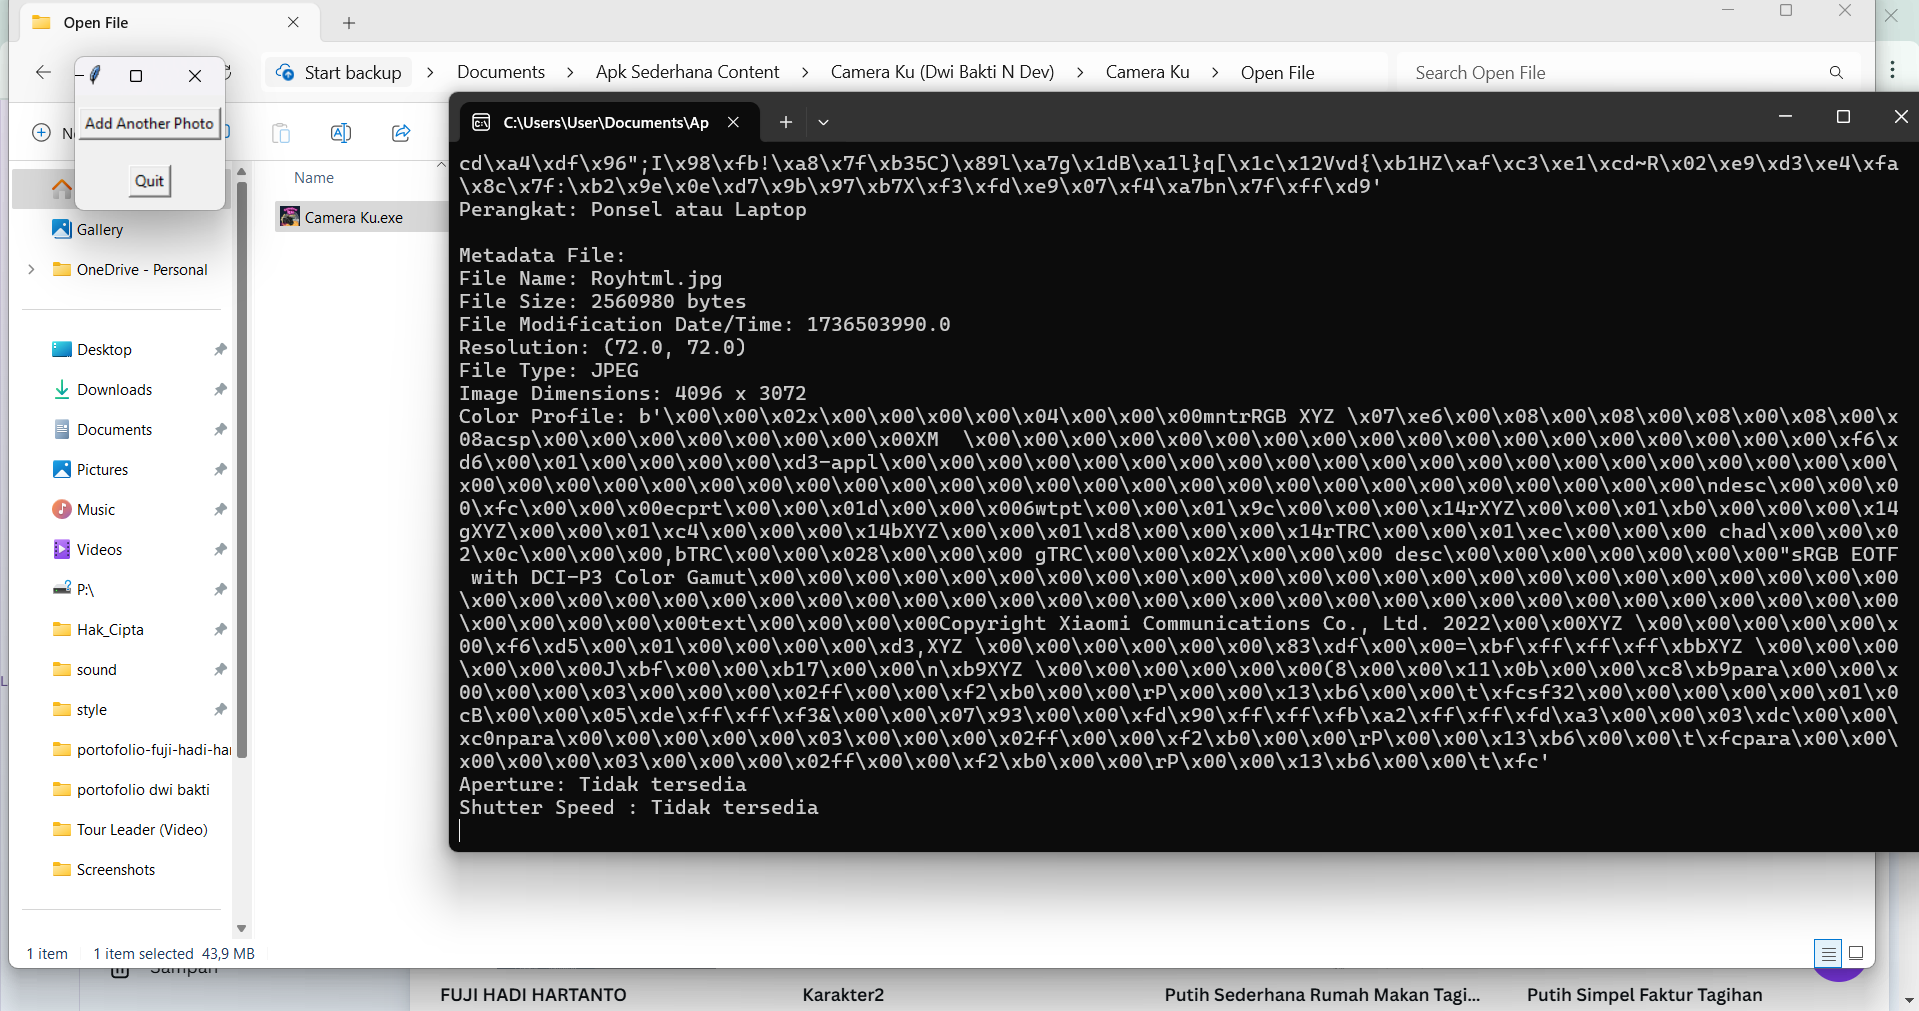 Open File
Start backup
Documents
Apk Sederhana Content
Camera Ku (Dwi Bakti N Dev)
Camera Ku
Open File
Search Open File
Add Another Photo
Quit
Gallery
OneDrive - Personal
Desktop
Downloads
Documents
Pictures
Music
Videos
P:\
Hak_Cipta
sound
style
portofolio-fuji-hadi-har
portofolio dwi bakti
Tour Leader (Video)
Screenshots
Name
Camera Ku.exe
C:\Users\User\Documents\Ap
cd\xa4\xdf\x96";I\x98\xfb!\xa8\x7f\xb35C)\x89l\xa7g\x1dB\xa1l}q[\x1c\x12Vvd{\xb1HZ\xaf\xc3\xe1\xcd~R\x02\xe9\xd3\xe4\xfa
\x8c\x7f:\xb2\x9e\x0e\xd7\x9b\x97\xb7X\xf3\xfd\xe9\x07\xf4\xa7bn\x7f\xff\xd9'
Perangkat: Ponsel atau Laptop
Metadata File:
File Name: Royhtml.jpg
File Size: 2560980 bytes
File Modification Date/Time: 1736503990.0
Resolution: (72.0, 72.0)
File Type: JPEG
Image Dimensions: 4096 x 3072
Color Profile: b'\x00\x00\x02x\x00\x00\x00\x00\x04\x00\x00\x00mntrRGB XYZ \x07\xe6\x00\x08\x00\x08\x00\x08\x00\x08\x00\x
08acsp\x00\x00\x00\x00\x00\x00\x00\x00XM  \x00\x00\x00\x00\x00\x00\x00\x00\x00\x00\x00\x00\x00\x00\x00\x00\x00\x00\xf6\x
d6\x00\x01\x00\x00\x00\x00\xd3-appl\x00\x00\x00\x00\x00\x00\x00\x00\x00\x00\x00\x00\x00\x00\x00\x00\x00\x00\x00\x00\x00\
x00\x00\x00\x00\x00\x00\x00\x00\x00\x00\x00\x00\x00\x00\x00\x00\x00\x00\x00\x00\x00\x00\x00\x00\x00\x00\ndesc\x00\x00\x0
0\xfc\x00\x00\x00ecprt\x00\x00\x01d\x00\x00\x006wtpt\x00\x00\x01\x9c\x00\x00\x00\x14rXYZ\x00\x00\x01\xb0\x00\x00\x00\x14
gXYZ\x00\x00\x01\xc4\x00\x00\x00\x14bXYZ\x00\x00\x01\xd8\x00\x00\x00\x14rTRC\x00\x00\x01\xec\x00\x00\x00 chad\x00\x00\x0
2\x0c\x00\x00\x00,bTRC\x00\x00\x028\x00\x00\x00 gTRC\x00\x00\x02X\x00\x00\x00 desc\x00\x00\x00\x00\x00\x00\x00"sRGB EOTF
with DCI-P3 Color Gamut\x00\x00\x00\x00\x00\x00\x00\x00\x00\x00\x00\x00\x00\x00\x00\x00\x00\x00\x00\x00\x00\x00\x00\x00
\x00\x00\x00\x00\x00\x00\x00\x00\x00\x00\x00\x00\x00\x00\x00\x00\x00\x00\x00\x00\x00\x00\x00\x00\x00\x00\x00\x00\x00\x00
\x00\x00\x00\x00\x00text\x00\x00\x00\x00Copyright Xiaomi Communications Co., Ltd. 2022\x00\x00XYZ \x00\x00\x00\x00\x00\x
00\xf6\xd5\x00\x01\x00\x00\x00\x00\xd3,XYZ \x00\x00\x00\x00\x00\x00\x83\xdf\x00\x00=\xbf\xff\xff\xff\xbbXYZ \x00\x00\x00
\x00\x00\x00J\xbf\x00\x00\xb17\x00\x00\n\xb9XYZ \x00\x00\x00\x00\x00\x00(8\x00\x00\x11\x0b\x00\x00\xc8\xb9para\x00\x00\x
00\x00\x00\x03\x00\x00\x00\x02ff\x00\x00\xf2\xb0\x00\x00\rP\x00\x00\x13\xb6\x00\x00\t\xfcsf32\x00\x00\x00\x00\x00\x01\x0
cB\x00\x00\x05\xde\xff\xff\xf3&\x00\x00\x07\x93\x00\x00\xfd\x90\xff\xff\xfb\xa2\xff\xff\xfd\xa3\x00\x00\x03\xdc\x00\x00\
xc0npara\x00\x00\x00\x00\x00\x03\x00\x00\x00\x02ff\x00\x00\xf2\xb0\x00\x00\rP\x00\x00\x13\xb6\x00\x00\t\xfcpara\x00\x00\
x00\x00\x00\x03\x00\x00\x00\x02ff\x00\x00\xf2\xb0\x00\x00\rP\x00\x00\x13\xb6\x00\x00\t\xfc'
Aperture: Tidak tersedia
Shutter Speed : Tidak tersedia
1 item
1 item selected 43,9 MB
FUJI HADI HARTANTO
Karakter2
Putih Sederhana Rumah Makan Tagi...
Putih Simpel Faktur Tagihan